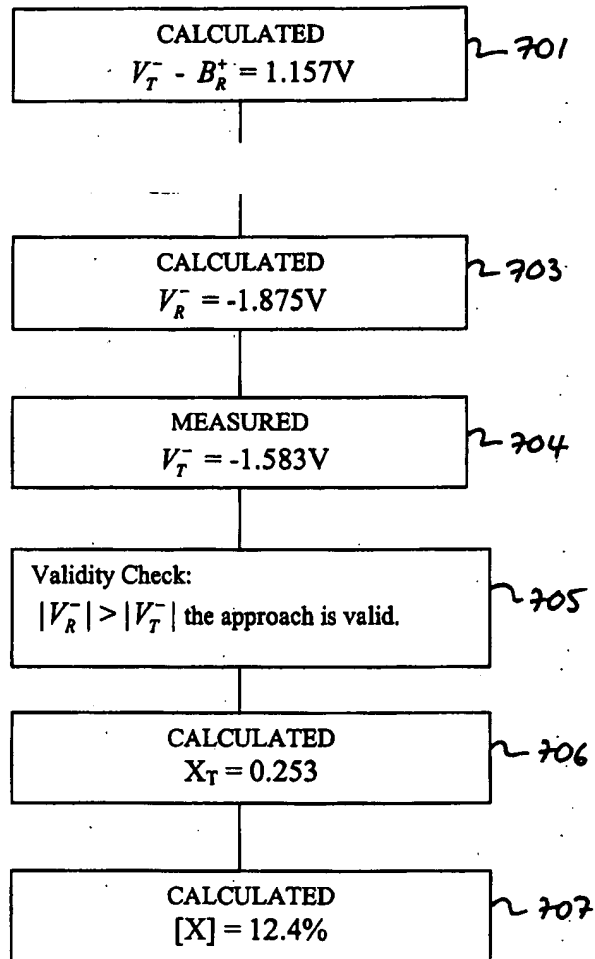 CALCULATED
V_T^- - B_R^+ = 1.157V
701
CALCULATED
V_R^- = -1.875V
703
MEASURED
V_T^- = -1.583V
704
Validity Check:
|V_R^-| > |V_T^-| the approach is valid.
705
CALCULATED
X_T = 0.253
706
CALCULATED
[X] = 12.4%
707